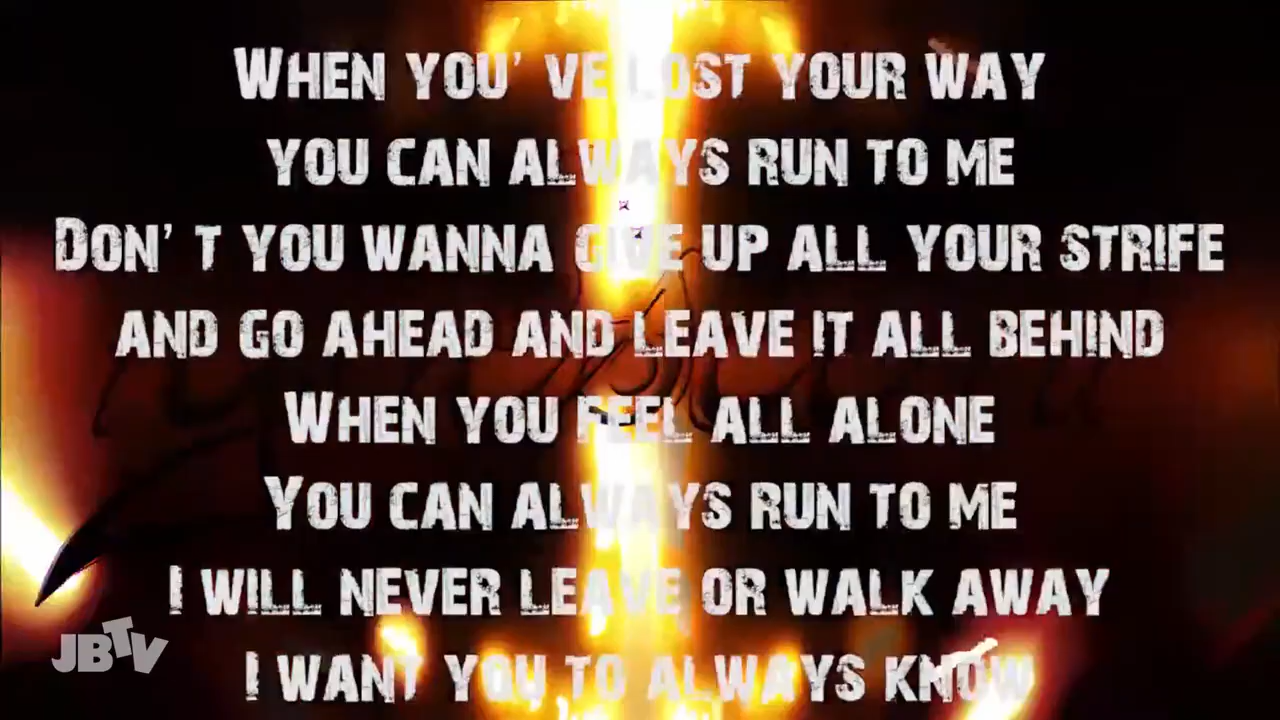 When you' ve lost your way
you can always run to me
Don' t you wanna give up all your strife
and go ahead and leave it all behind
When you feel all alone
You can always run to me
I will never leave or walk away
I want you to always know
JBTV